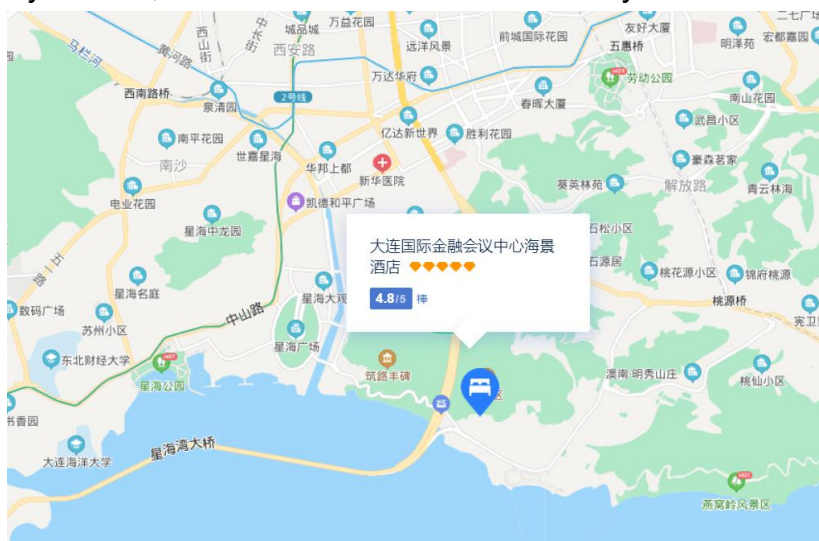 二七广场
城品城
万益花园
西山街
中长街
西安路
远洋风景
前城国际花园
友好大厦
五惠桥
明泽苑
宏都嘉园
马栏河
黄河路
万达华府
HOT
劳动公园
西南路桥
2号线
泉清园
春晖大厦
南山花园
武昌小区
南平花园
世嘉星海
亿达新世界
胜利花园
南沙
华邦上都
新华医院
豪森茗家
葵英林苑
解放路
青云林海
电业花园
凯德和平广场
星海中龙园
石松小区
大连国际金融会议中心海景
酒店
4.8/5 棒
五一路
石源居
桃花源小区
锦府桃源
星海名庭
星海大观
桃源桥
数码广场
中山路
苏州小区
宪卫
星海广场
东北财经大学
HOT
星海公园
筑路丰碑
澳南·明秀山庄
桃仙小区
区
书香园
星海湾大桥
大连海洋大学
HOT
燕窝岭风景区